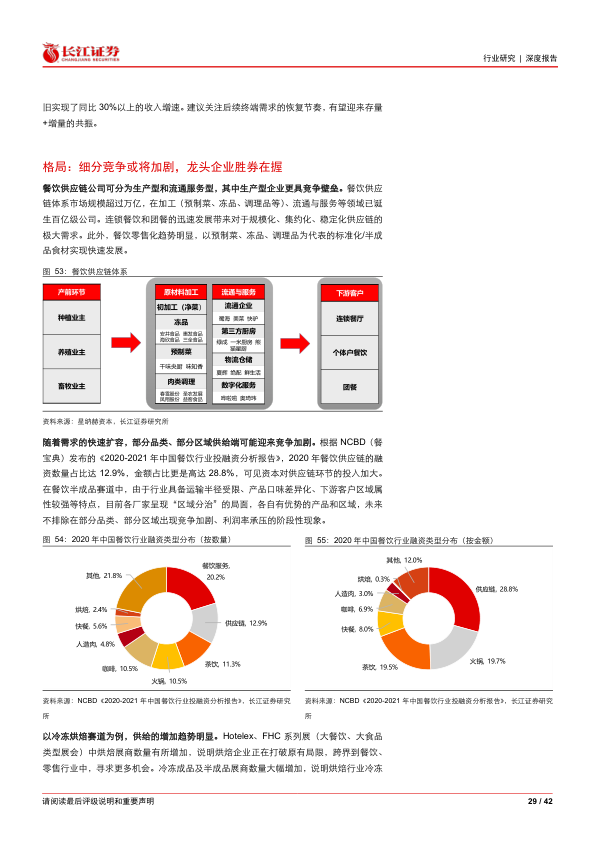 长江证券
CHANGJIANG SECURITIES
行业研究 | 深度报告
旧实现了同比 30%以上的收入增速。建议关注后续终端需求的恢复节奏，有望迎来存量
+增量的共振。
格局：细分竞争或将加剧，龙头企业胜券在握
餐饮供应链公司可分为生产型和流通服务型，其中生产型企业更具竞争壁垒。餐饮供应
链体系市场规模超过万亿，在加工（预制菜、冻品、调理品等）、流通与服务等领域已诞
生百亿级公司。连锁餐饮和团餐的迅速发展带来对于规模化、集约化、稳定化供应链的
极大需求。此外，餐饮零售化趋势明显，以预制菜、冻品、调理品为代表的标准化/半成
品食材实现快速发展。
图 53：餐饮供应链体系
产前环节
种植业主
养殖业主
畜牧业主
原材料加工
初加工（净菜）
冻品
安井食品 惠发食品
海欣食品 三全食品
预制菜
千味央厨 味知香
肉类调理
春雪股份 圣农发展
凤翔股份 益客食品
流通与服务
流通企业
蜀海 美菜 快驴
第三方厨房
绿成 一米厨房 熊
猫星厨
物流仓储
夏晖 鲜生活
数字化服务
哗啦啦 奥琦玮
下游客户
连锁餐厅
个体户餐饮
团餐
资料来源：星纳赫资本，长江证券研究所
随着需求的快速扩容，部分品类、部分区域供给端可能迎来竞争加剧。根据 NCBD（餐
宝典）发布的《2020-2021 年中国餐饮行业投融资分析报告》，2020 年餐饮供应链的融
资数量占比达 12.9%，金额占比更是高达 28.8%，可见资本对供应链环节的投入加大。
在餐饮半成品赛道中，由于行业具备运输半径受限、产品口味差异化、下游客户区域属
性较强等特点，目前各厂家呈现“区域分治”的局面，各自有优势的产品和区域，未来
不排除在部分品类、部分区域出现竞争加剧、利润率承压的阶段性现象。
图 54：2020 年中国餐饮行业融资类型分布（按数量）
餐饮服务,
20.2%
供应链, 12.9%
茶饮, 11.3%
火锅, 10.5%
咖啡, 10.5%
人造肉, 4.8%
快餐, 5.6%
烘焙, 2.4%
其他, 21.8%
资料来源：NCBD《2020-2021 年中国餐饮行业投融资分析报告》，长江证券研究
所
图 55：2020 年中国餐饮行业融资类型分布（按金额）
供应链, 28.8%
火锅, 19.7%
茶饮, 19.5%
快餐, 8.0%
咖啡, 6.9%
人造肉, 3.0%
烘焙, 0.3%
其他, 12.0%
资料来源：NCBD《2020-2021 年中国餐饮行业投融资分析报告》，长江证券研究
所
以冷冻烘焙赛道为例，供给的增加趋势明显。Hotelex、FHC 系列展（大餐饮、大食品
类型展会）中烘焙展商数量有所增加，说明烘焙企业正在打破原有局限，跨界到餐饮、
零售行业中，寻求更多机会。冷冻成品及半成品展商数量大幅增加，说明烘焙行业冷冻
请阅读最后评级说明和重要声明
29 / 42